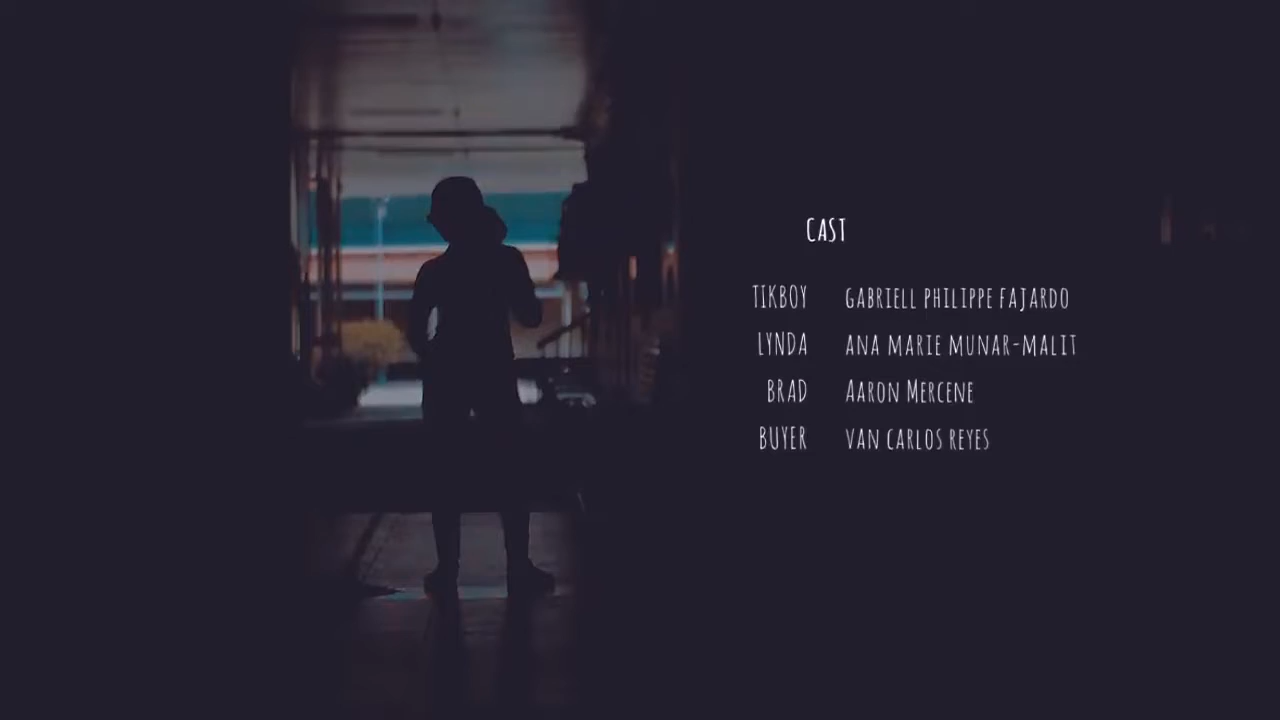 CAST
TIKBOY GABRIELL PHILIPPE FAJARDO
LYNDA ANA MARIE MUNAR-MALIT
BRAD AARON MERCENE
BUYER VAN CARLOS REYES